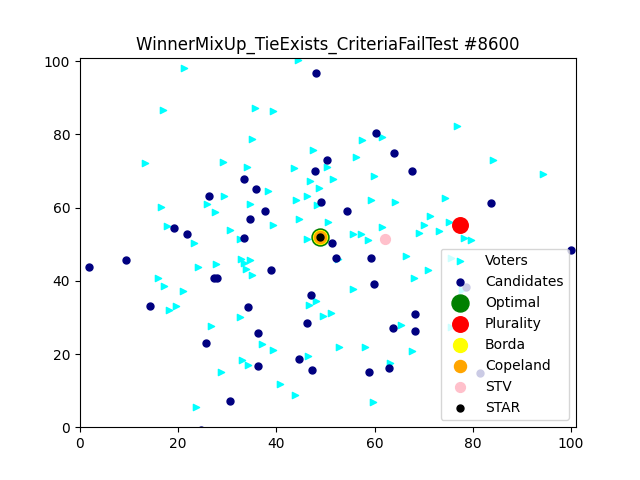 WinnerMixUp_TieExists_CriteriaFailTest #8600
100
80
60
40
20
0
0 20 40 60 80 100
Voters
Candidates
Optimal
Plurality
Borda
Copeland
STV
STAR